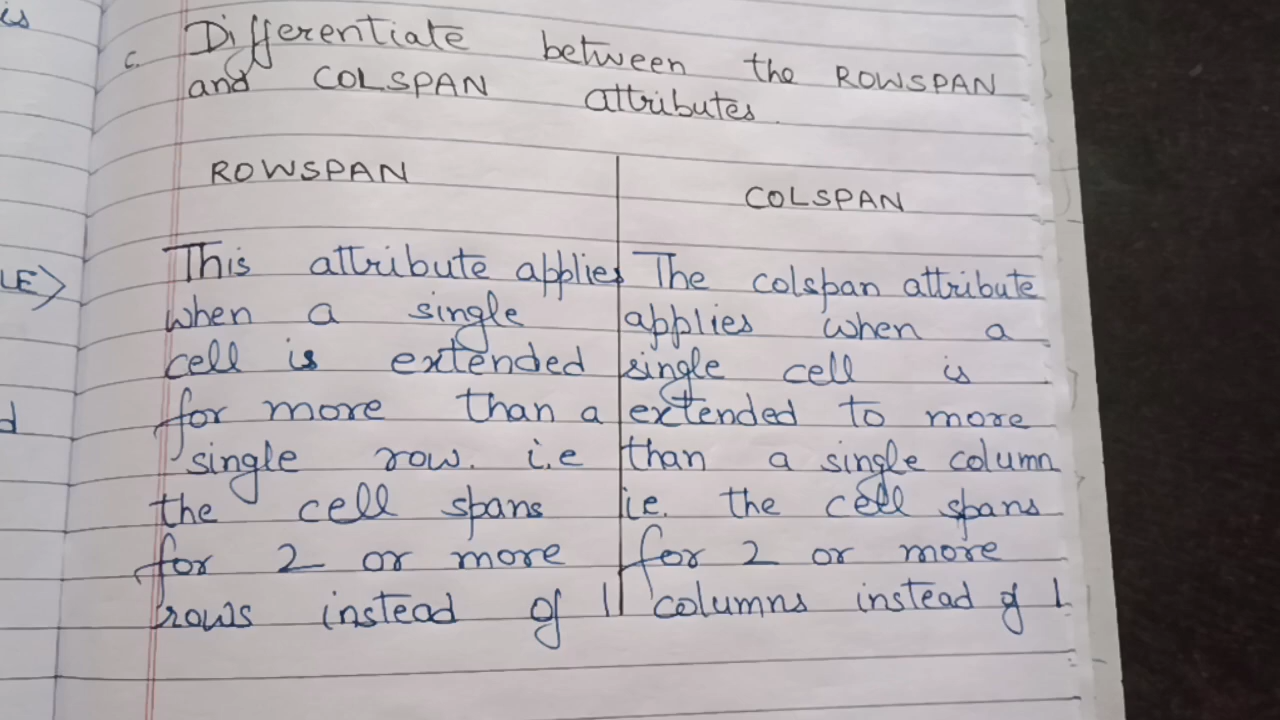 is
c. Differentiate between the ROWSPAN
and COLSPAN attributes.
ROWSPAN
This attribute applies
when a single
cell is extended
for more than a
single row. i.e
the cell spans
for 2 or more
rows instead of 1
COLSPAN
The colspan attribute
applies when a
single cell is
extended to more
than a single column
i.e. the cell spans
for 2 or more
columns instead of 1.
LE>
d